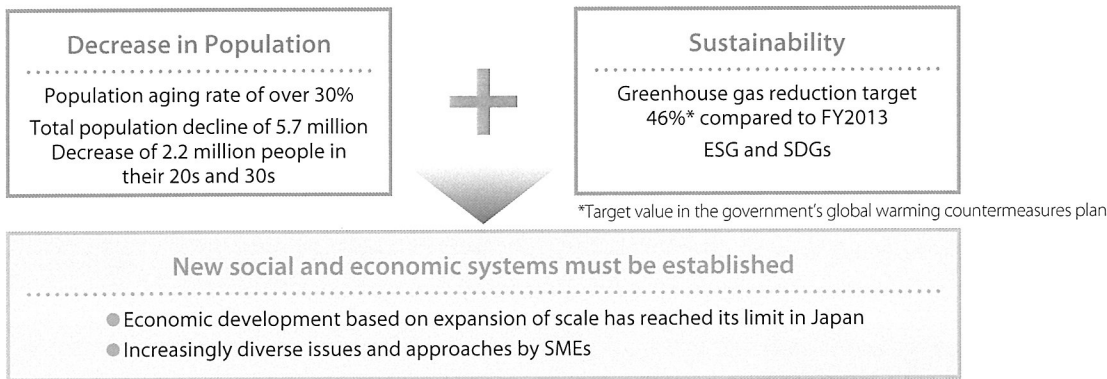 Decrease in Population
Population aging rate of over 30%
Total population decline of 5.7 million
Decrease of 2.2 million people in
their 20s and 30s
Sustainability
Greenhouse gas reduction target
46%* compared to FY2013
ESG and SDGs
*Target value in the government's global warming countermeasures plan
New social and economic systems must be established
● Economic development based on expansion of scale has reached its limit in Japan
● Increasingly diverse issues and approaches by SMEs